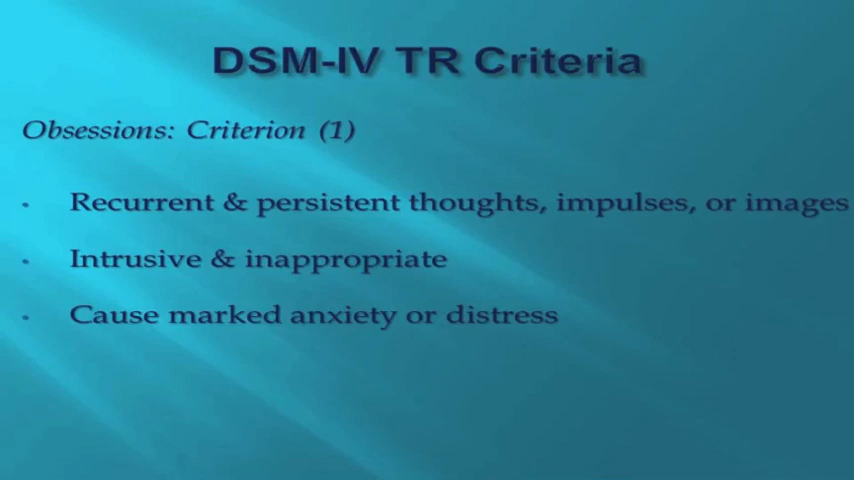 DSM-IV TR Criteria
Obsessions: Criterion (1)
• Recurrent & persistent thoughts, impulses, or images
• Intrusive & inappropriate
• Cause marked anxiety or distress